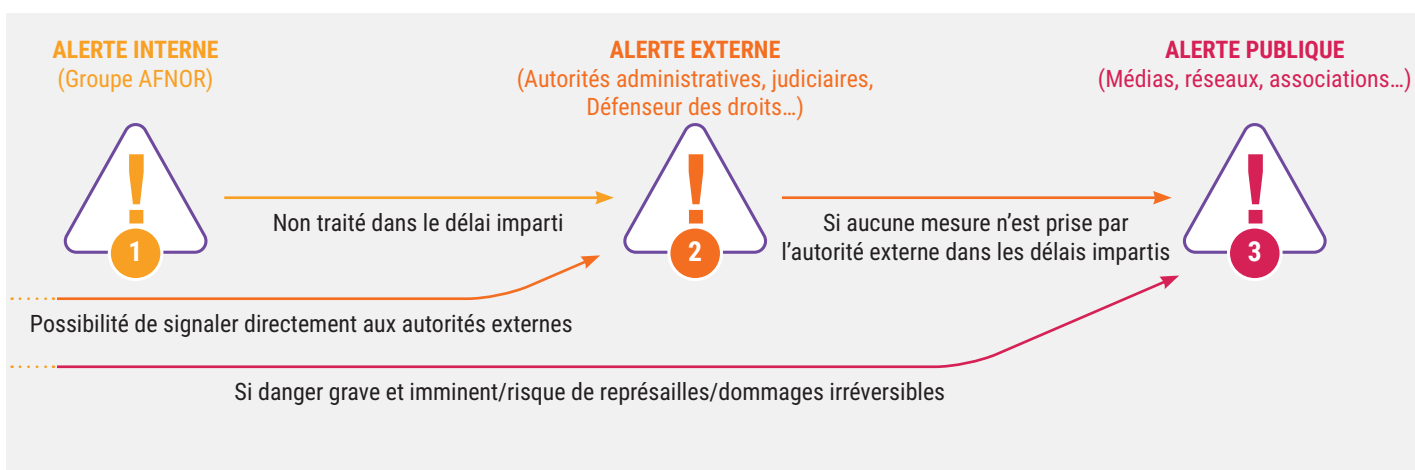 ALERTE INTERNE
(Groupe AFNOR)
ALERTE EXTERNE
(Autorités administratives, judiciaires,
Défenseur des droits…)
ALERTE PUBLIQUE
(Médias, réseaux, associations…)
!
1
Non traité dans le délai imparti
!
2
Si aucune mesure n’est prise par
l’autorité externe dans les délais impartis
!
3
Possibilité de signaler directement aux autorités externes
Si danger grave et imminent/risque de représailles/dommages irréversibles